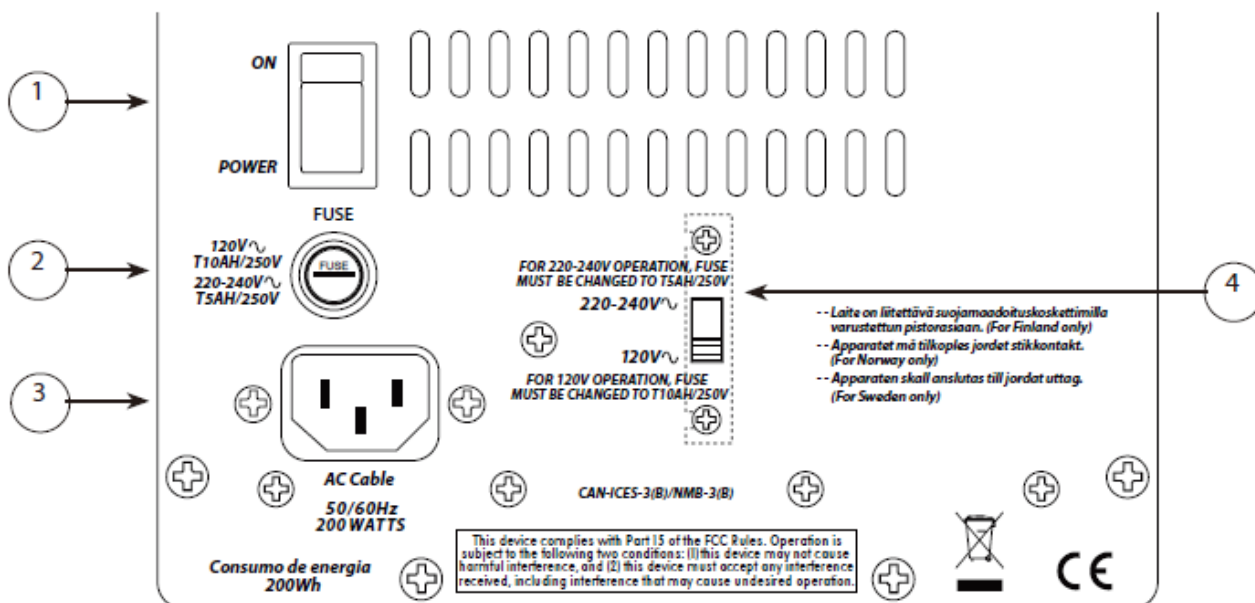 1
ON
POWER
FUSE
2
120V∿
T10AH/250V
220-240V∿
T5AH/250V
FUSE
FOR 220-240V OPERATION, FUSE
MUST BE CHANGED TO T5AH/250V
220-240V∿
120V∿
FOR 120V OPERATION, FUSE
MUST BE CHANGED TO T10AH/250V
4
-- Laite on liitettävä suojamaadoituskoskettimilla
varustettun pistorasiaan. (For Finland only)
-- Apparatet må tilkoples jordet stikkontakt.
(For Norway only)
-- Apparaten skall anslutas till jordat uttag.
(For Sweden only)
3
AC Cable
50/60Hz
200 WATTS
CAN-ICES-3(B)/NMB-3(B)
Consumo de energia
200Wh
This device complies with Part 15 of the FCC Rules. Operation is
subject to the following two conditions: (1) this device may not cause
harmful interference, and (2) this device must accept any interference
received, including interference that may cause undesired operation.
CE